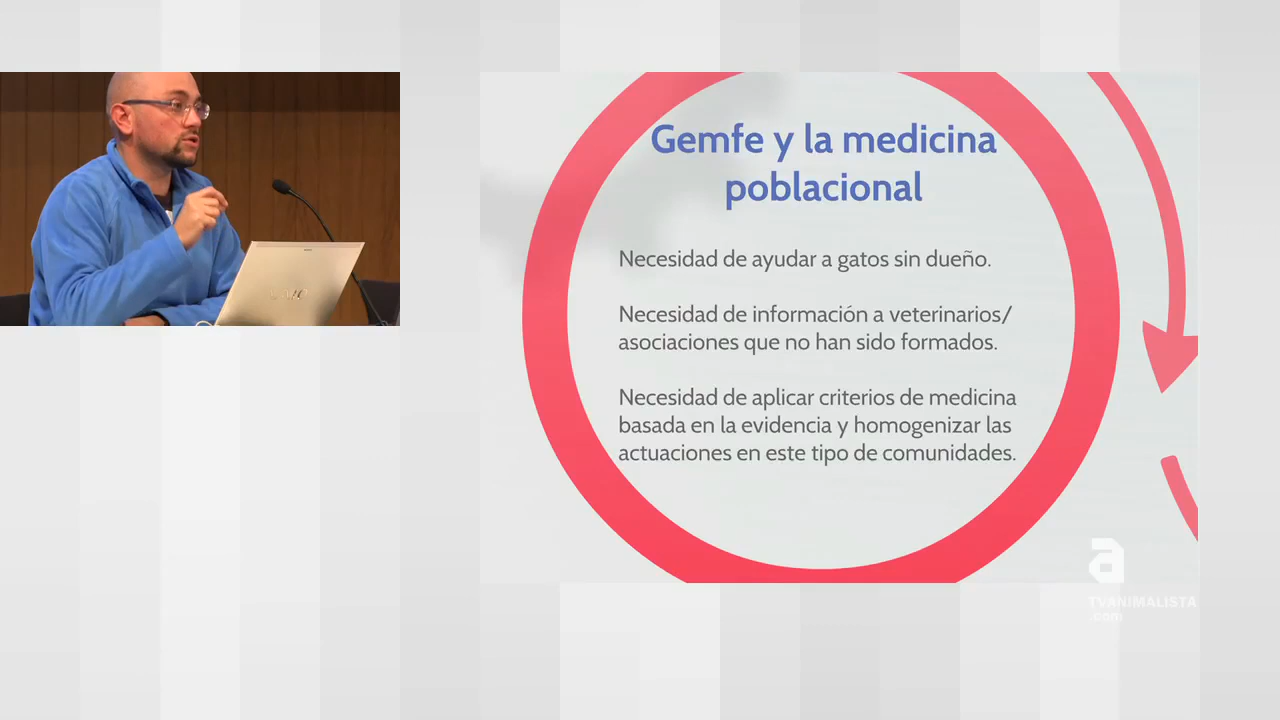 Gemfe y la medicina
poblacional
Necesidad de ayudar a gatos sin dueño.
Necesidad de información a veterinarios/
asociaciones que no han sido formados.
Necesidad de aplicar criterios de medicina
basada en la evidencia y homogenizar las
actuaciones en este tipo de comunidades.
a
TVANIMALISTA
.com